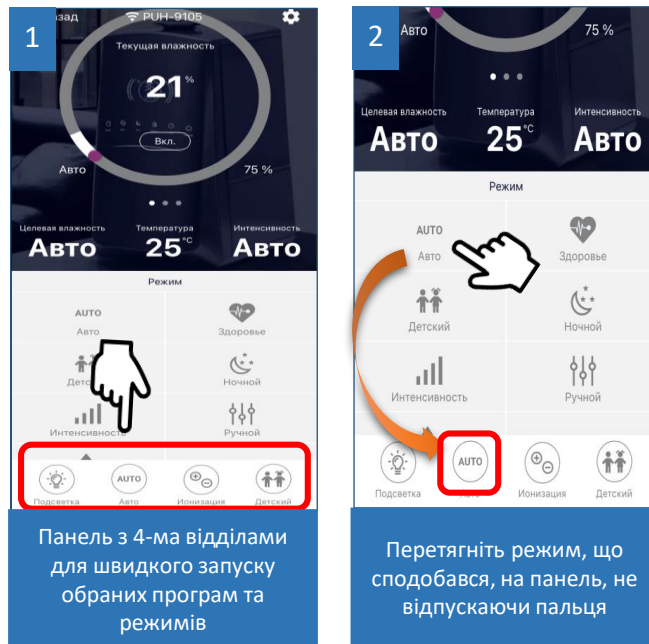 1
зад PUH-9105
Текущая влажность
21%
Вкл.
Авто 75 %
Целевая влажность Температура Интенсивность
Авто 25°C Авто
Режим
AUTO
Авто Здоровье
Детс Ночной
Интенсивность Ручной
AUTO
Подсветка Авто Ионизация Детский
Панель з 4-ма відділами
для швидкого запуску
обраних програм та
режимів
2
Авто 75 %
Целевая влажность Температура Интенсивность
Авто 25°C Авто
Режим
AUTO
Авто Здоровье
Детский Ночной
Интенсивность Ручной
AUTO
Подсветка Авто Ионизация Детский
Перетягніть режим, що
сподобався, на панель, не
відпускаючи пальця